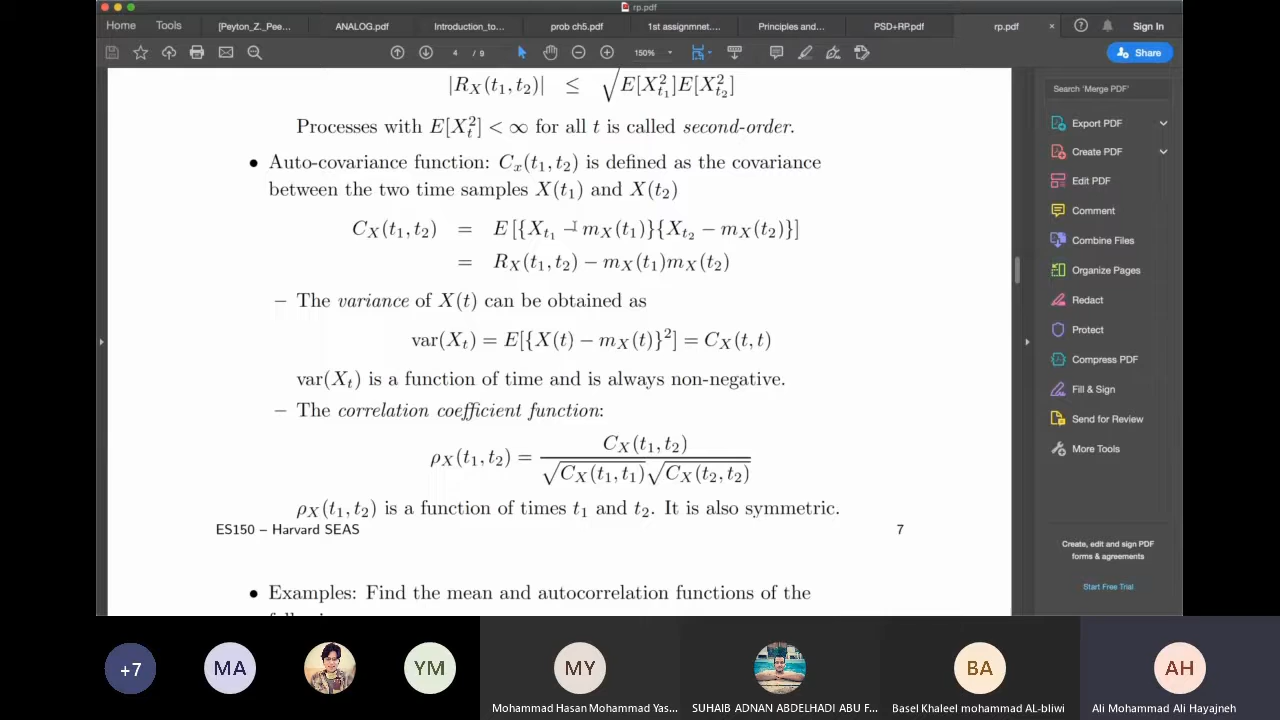 rp.pdf
Home Tools [Peyton_Z._Pee... ANALOG.pdf Introduction_to... prob ch5.pdf 1st assignmnet.... Principles and... PSD+RP.pdf rp.pdf × Sign In
4 / 9 150% Share
|R_X(t_1, t_2)| ≤ √E[X_{t_1}^2]E[X_{t_2}^2]
Processes with E[X_t^2] < ∞ for all t is called second-order.
• Auto-covariance function: C_x(t_1, t_2) is defined as the covariance
between the two time samples X(t_1) and X(t_2)
C_X(t_1, t_2) = E[{X_{t_1} − m_X(t_1)}{X_{t_2} − m_X(t_2)}]
= R_X(t_1, t_2) − m_X(t_1)m_X(t_2)
– The variance of X(t) can be obtained as
var(X_t) = E[{X(t) − m_X(t)}^2] = C_X(t, t)
var(X_t) is a function of time and is always non-negative.
– The correlation coefficient function:
ρ_X(t_1, t_2) = C_X(t_1, t_2) / √C_X(t_1, t_1)√C_X(t_2, t_2)
ρ_X(t_1, t_2) is a function of times t_1 and t_2. It is also symmetric.
ES150 – Harvard SEAS 7
• Examples: Find the mean and autocorrelation functions of the
Search 'Merge PDF'
Export PDF
Create PDF
Edit PDF
Comment
Combine Files
Organize Pages
Redact
Protect
Compress PDF
Fill & Sign
Send for Review
More Tools
Create, edit and sign PDF
forms & agreements
Start Free Trial
+7 MA YM MY BA AH
Mohammad Hasan Mohammad Yas... SUHAIB ADNAN ABDELHADI ABU F... Basel Khaleel mohammad AL-bliwi Ali Mohammad Ali Hayajneh